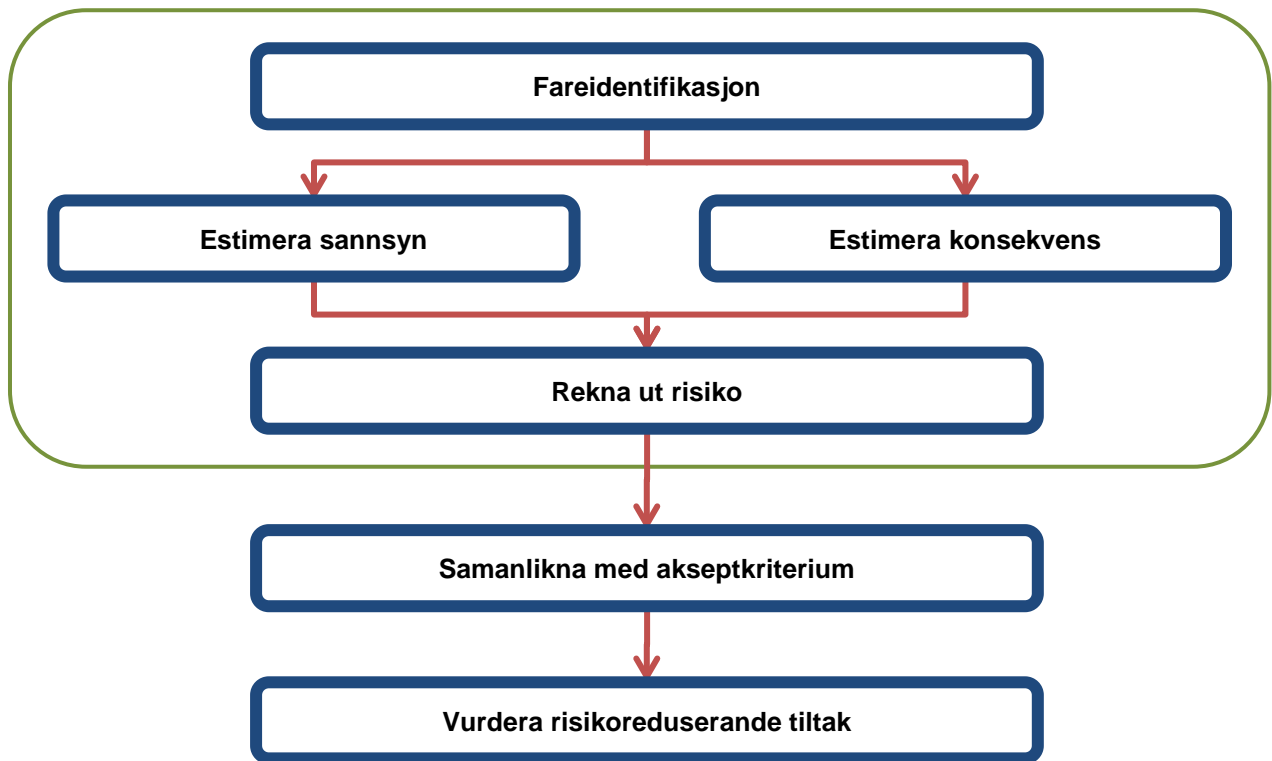 Fareidentifikasjon
Estimera sannsyn
Estimera konsekvens
Rekna ut risiko
Samanlikna med akseptkriterium
Vurdera risikoreduserande tiltak